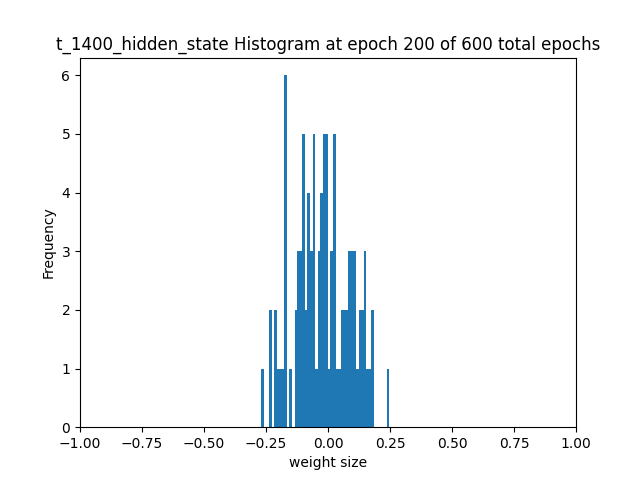 t_1400_hidden_state Histogram at epoch 200 of 600 total epochs
6
5
4
3
2
1
0
Frequency
−1.00 −0.75 −0.50 −0.25 0.00 0.25 0.50 0.75 1.00
weight size